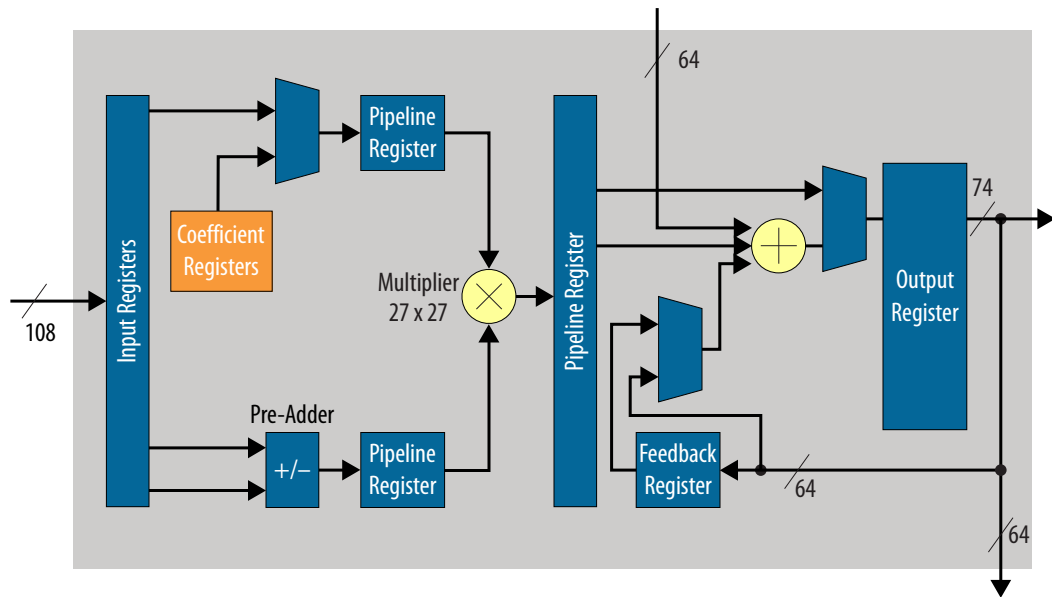 64
Pipeline
Register
74
Coefficient
Registers
Input Registers
Multiplier
27 x 27
Pipeline Register
Output
Register
108
Pre-Adder
+/–
Pipeline
Register
Feedback
Register
64
64